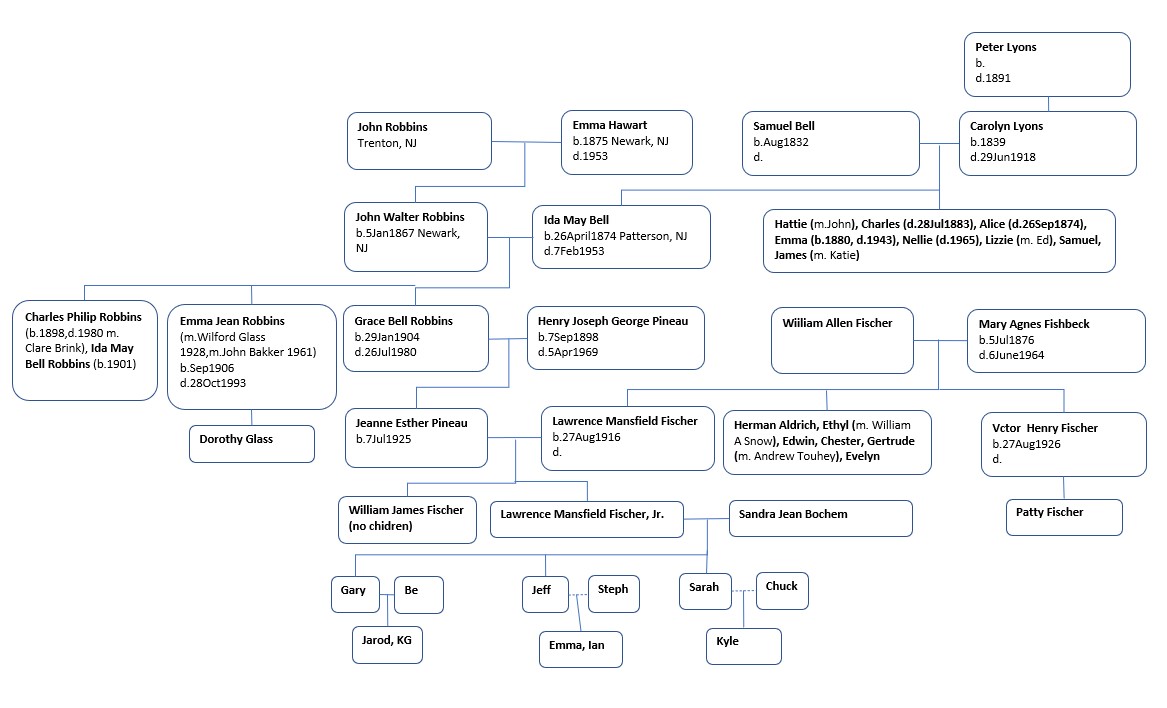 Peter Lyons
b.
d.1891
John Robbins
Trenton, NJ
Emma Hawart
b.1875 Newark, NJ
d.1953
Samuel Bell
b.Aug1832
d.
Carolyn Lyons
b.1839
d.29Jun1918
John Walter Robbins
b.5Jan1867 Newark,
NJ
Ida May Bell
b.26April1874 Patterson, NJ
d.7Feb1953
Hattie (m.John), Charles (d.28Jul1883), Alice (d.26Sep1874),
Emma (b.1880, d.1943), Nellie (d.1965), Lizzie (m. Ed), Samuel,
James (m. Katie)
Charles Philip Robbins
(b.1898,d.1980 m.
Clare Brink), Ida May
Bell Robbins (b.1901)
Emma Jean Robbins
(m.Wilford Glass
1928,m.John Bakker 1961)
b.Sep1906
d.28Oct1993
Grace Bell Robbins
b.29Jan1904
d.26Jul1980
Henry Joseph George Pineau
b.7Sep1898
d.5Apr1969
Wiiliam Allen Fischer
Mary Agnes Fishbeck
b.5Jul1876
d.6June1964
Dorothy Glass
Jeanne Esther Pineau
b.7Jul1925
Lawrence Mansfield Fischer
b.27Aug1916
d.
Herman Aldrich, Ethyl (m. William
A Snow), Edwin, Chester, Gertrude
(m. Andrew Touhey), Evelyn
Vctor Henry Fischer
b.27Aug1926
d.
William James Fischer
(no chidren)
Lawrence Mansfield Fischer, Jr.
Sandra Jean Bochem
Patty Fischer
Gary
Be
Jeff
Steph
Sarah
Chuck
Jarod, KG
Emma, Ian
Kyle